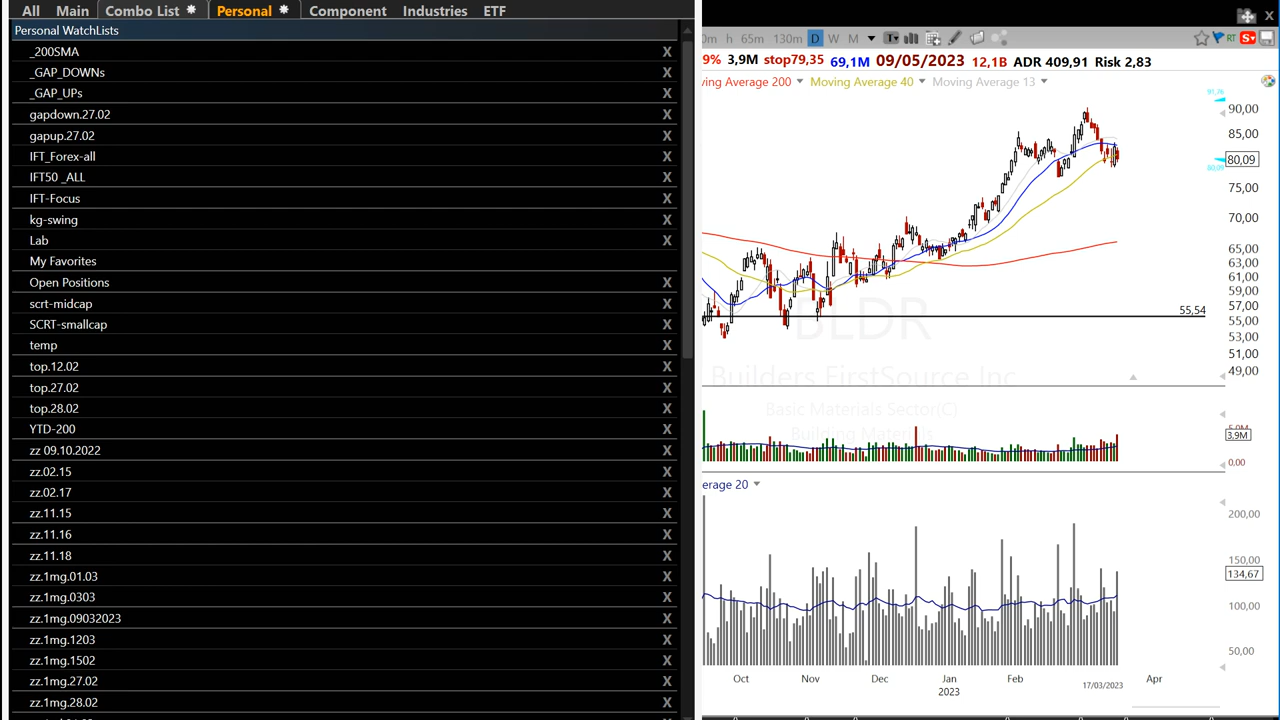 All Main Combo List * Personal * Component Industries ETF
Personal WatchLists
_200SMA X
_GAP_DOWNs X
_GAP_UPs X
gapdown.27.02 X
gapup.27.02 X
IFT_Forex-all X
IFT50 _ALL X
IFT-Focus X
kg-swing X
Lab X
My Favorites
Open Positions X
scrt-midcap X
SCRT-smallcap X
temp X
top.12.02 X
top.27.02 X
top.28.02 X
YTD-200 X
zz 09.10.2022 X
zz.02.15 X
zz.02.17 X
zz.11.15 X
zz.11.16 X
zz.11.18 X
zz.1mg.01.03 X
zz.1mg.0303 X
zz.1mg.09032023 X
zz.1mg.1203 X
zz.1mg.1502 X
zz.1mg.27.02 X
zz.1mg.28.02 X
X
0m h 65m 130m D W M T RT S
9% 3,9M stop79,35 69,1M 09/05/2023 12,1B ADR 409,91 Risk 2,83
ving Average 200 Moving Average 40 Moving Average 13
90,00
85,00
80,09
75,00
70,00
65,00
63,00
61,00
59,00
57,00
55,54
55,00
53,00
51,00
49,00
BLDR
Builders FirstSource Inc
Basic Materials Sector(C)
Building Materials
5,0M
3,9M
0,00
erage 20
200,00
150,00
134,67
100,00
50,00
Oct Nov Dec Jan Feb 17/03/2023 Apr
2023